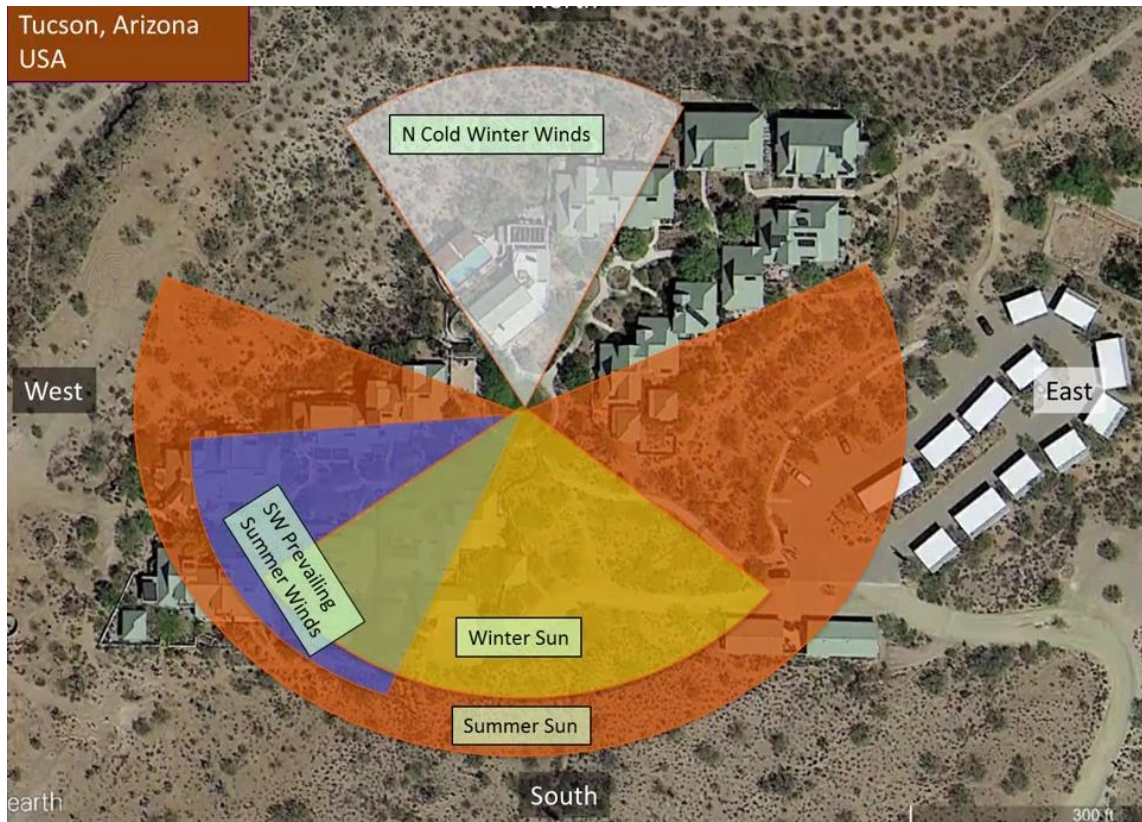 Tucson, Arizona
USA
North
N Cold Winter Winds
West
East
SW Prevailing
Summer Winds
Winter Sun
Summer Sun
South
earth
300 ft